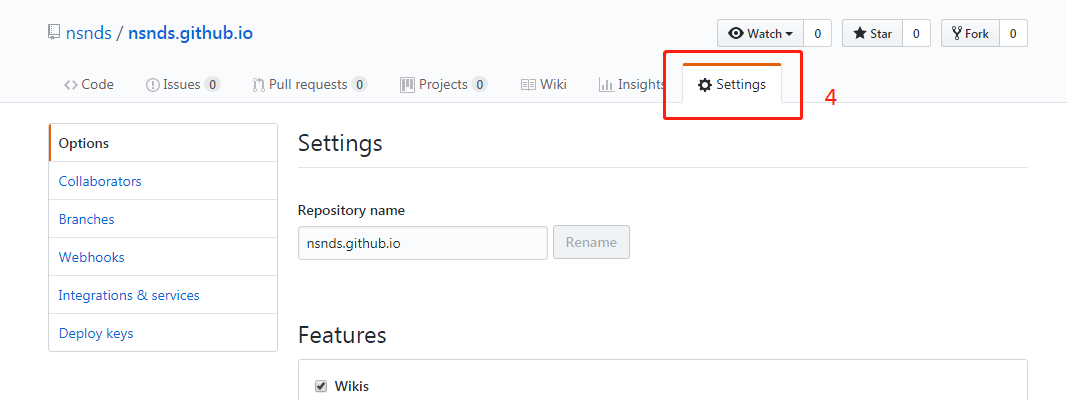 nsnds / nsnds.github.io
Watch 0 Star 0 Fork 0
Code Issues 0 Pull requests 0 Projects 0 Wiki Insights Settings
4
Options
Collaborators
Branches
Webhooks
Integrations & services
Deploy keys
Settings
Repository name
nsnds.github.io Rename
Features
Wikis